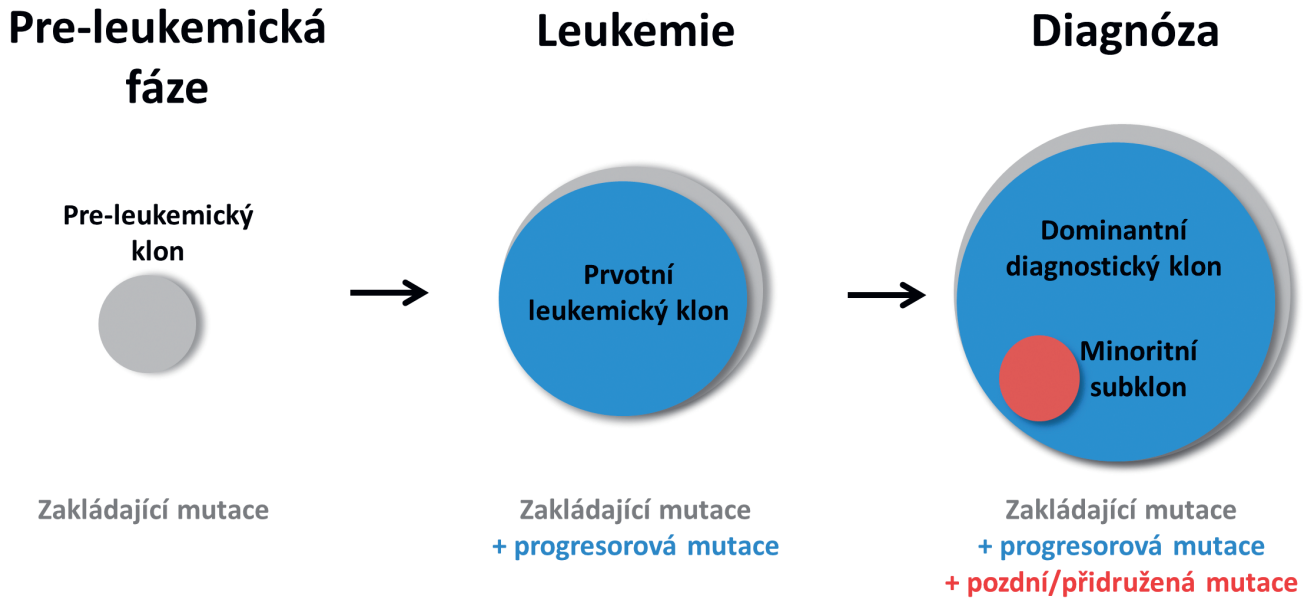 Pre-leukemická
fáze
Leukemie
Diagnóza
Pre-leukemický
klon
Prvotní
leukemický klon
Dominantní
diagnostický klon
Minoritní
subklon
Zakládající mutace
Zakládající mutace
+ progresorová mutace
Zakládající mutace
+ progresorová mutace
+ pozdní/přidružená mutace